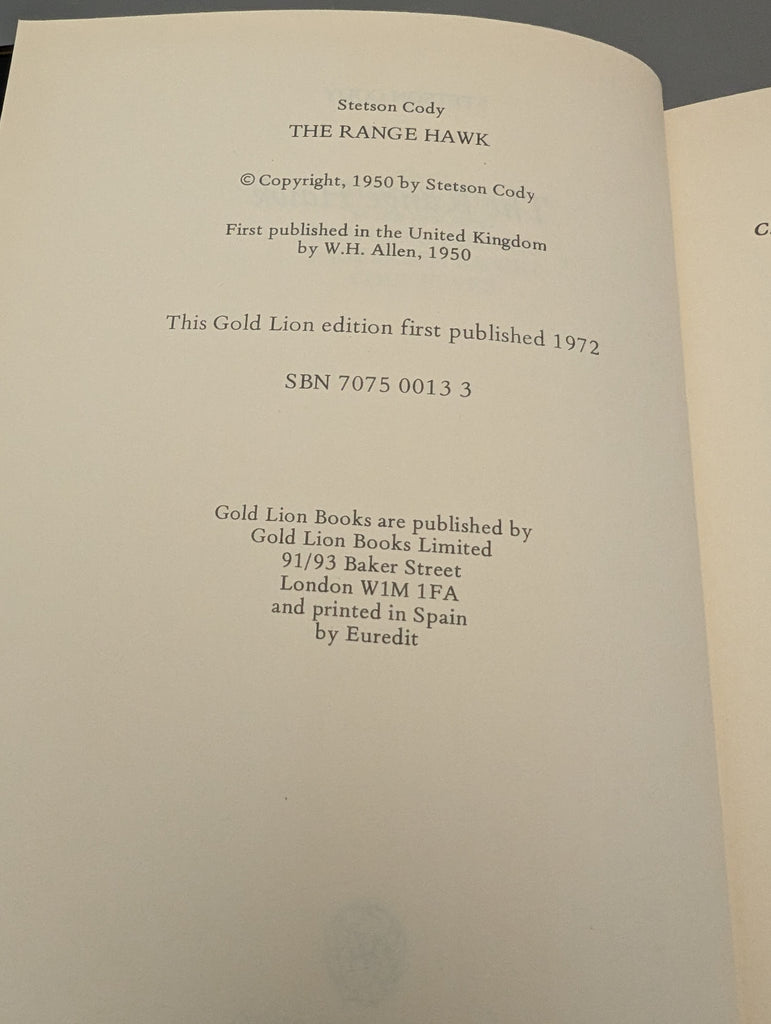 Stetson Cody
THE RANGE HAWK
© Copyright, 1950 by Stetson Cody
First published in the United Kingdom
by W.H. Allen, 1950
This Gold Lion edition first published 1972
SBN 7075 0013 3
Gold Lion Books are published by
Gold Lion Books Limited
91/93 Baker Street
London W1M 1FA
and printed in Spain
by Euredit